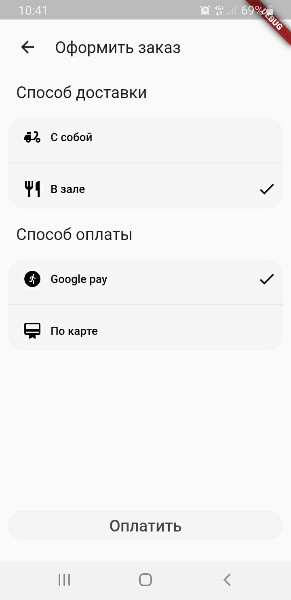 10:41
69%
DEBUG
Оформить заказ
Способ доставки
С собой
В зале
Способ оплаты
Google pay
По карте
Оплатить